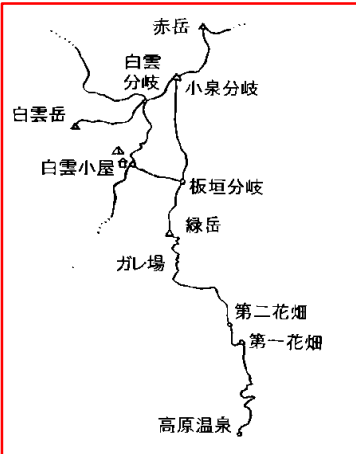 赤岳
白雲
分岐
小泉分岐
白雲岳
白雲小屋
板垣分岐
緑岳
ガレ場
第二花畑
第一花畑
高原温泉